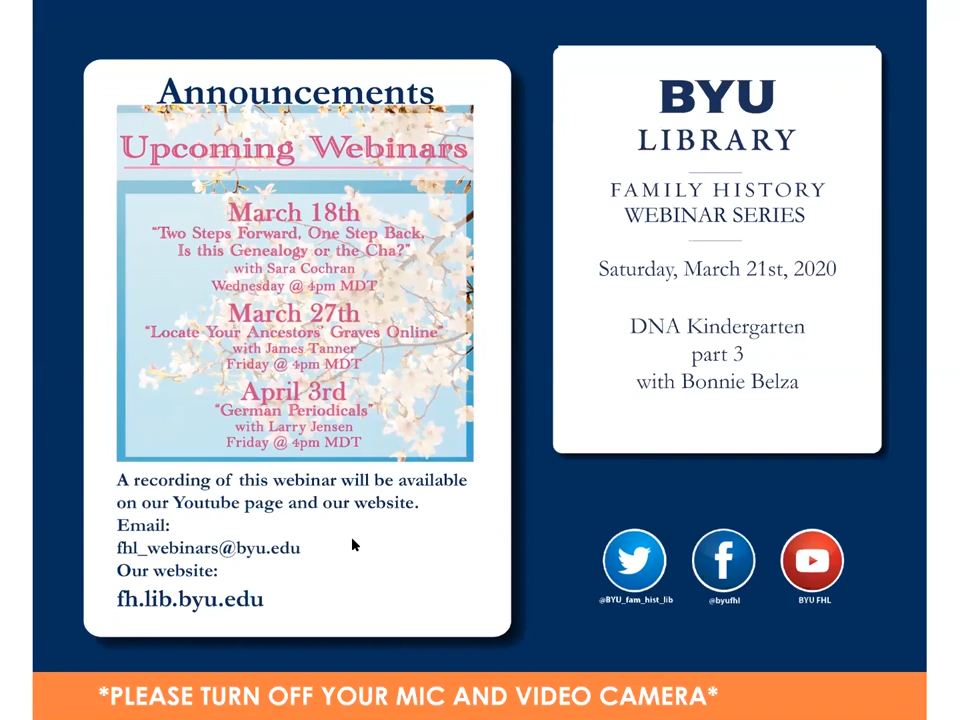 Announcements
Upcoming Webinars
March 18th
"Two Steps Forward, One Step Back,
Is this Genealogy or the Cha?"
with Sara Cochran
Wednesday @ 4pm MDT
March 27th
"Locate Your Ancestors' Graves Online"
with James Tanner
Friday @ 4pm MDT
April 3rd
"German Periodicals"
with Larry Jensen
Friday @ 4pm MDT
A recording of this webinar will be available
on our Youtube page and our website.
Email:
fhl_webinars@byu.edu
Our website:
fh.lib.byu.edu
BYU
LIBRARY
FAMILY HISTORY
WEBINAR SERIES
Saturday, March 21st, 2020
DNA Kindergarten
part 3
with Bonnie Belza
@BYU_fam_hist_lib
@byufhl
BYU FHL
*PLEASE TURN OFF YOUR MIC AND VIDEO CAMERA*